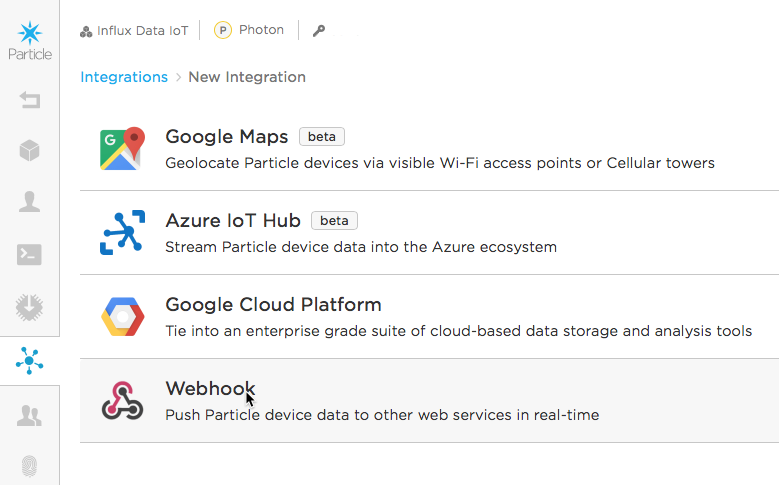 Influx Data IoT P Photon
Particle
Integrations > New Integration
G
Google Maps beta
Geolocate Particle devices via visible Wi-Fi access points or Cellular towers
Azure IoT Hub beta
Stream Particle device data into the Azure ecosystem
Google Cloud Platform
Tie into an enterprise grade suite of cloud-based data storage and analysis tools
Webhook
Push Particle device data to other web services in real-time